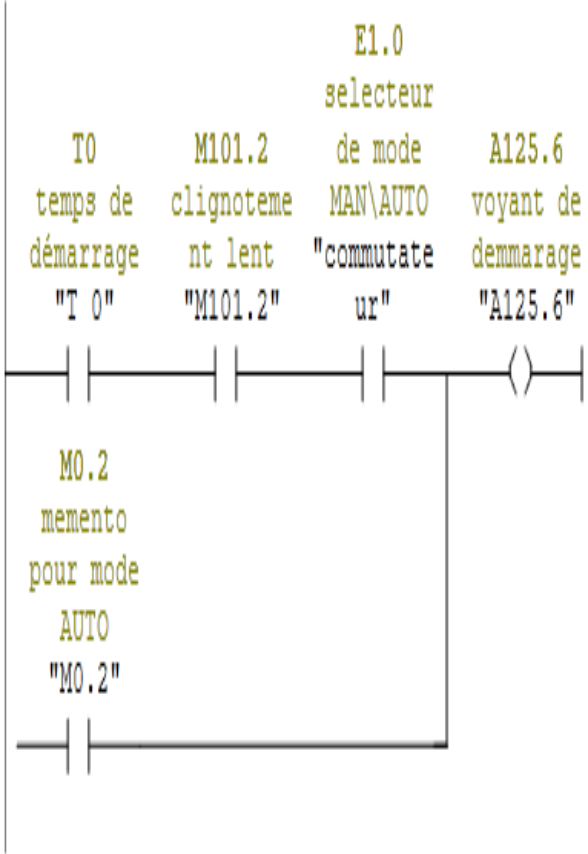 T0
temps de
démarrage
"T 0"
M101.2
clignoteme
nt lent
"M101.2"
E1.0
selecteur
de mode
MAN\AUTO
"commutate
ur"
A125.6
voyant de
demmarage
"A125.6"
M0.2
memento
pour mode
AUTO
"M0.2"